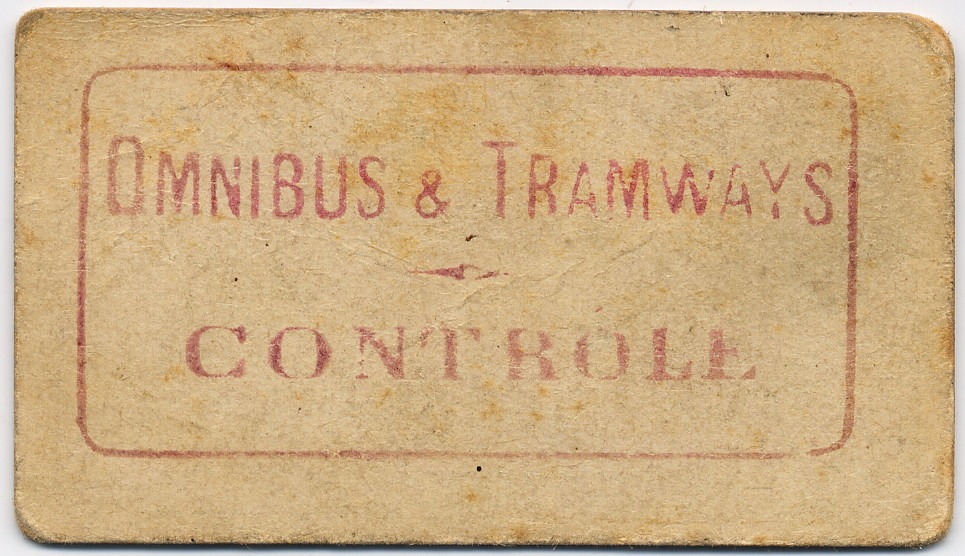 OMNIBUS & TRAMWAYS
CONTROLE